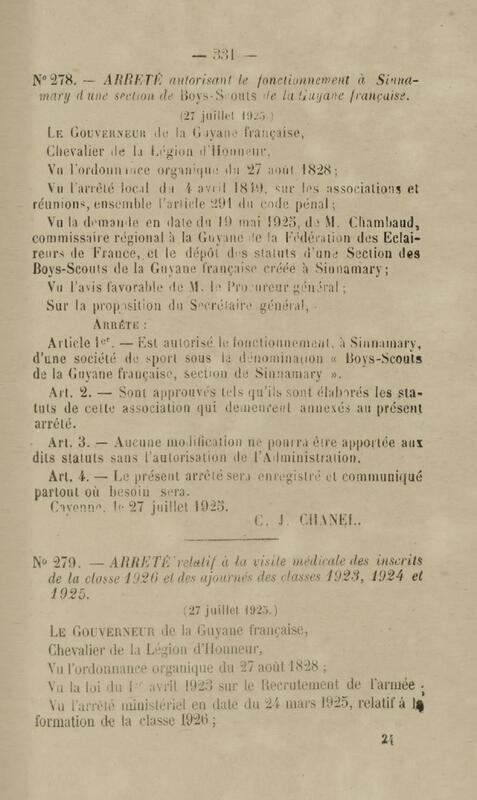 — 331 —
N° 278. — ARRETÉ autorisant le fonctionnement à Sinna-
mary d'une section de Boys-Scouts de la Guyane française.
(27 juillet 1925.)
LE GOUVERNEUR de la Guyane française,
Chevalier de la Légion d'Honneur,
Vu l'ordonnance organique du 27 août 1828;
Vu l'arrêté local du 4 avril 1849, sur les associations et
réunions, ensemble l'article 291 du code pénal;
Vu la demande en date du 19 mai 1925, de M. Chambaud,
commissaire régional à la Guyane de la Fédération des Eclai-
reurs de France, et le dépôt des statuts d'une Section des
Boys-Scouts de la Guyane française créée à Sinnamary;
Vu l'avis favorable de M. le Procureur général;
Sur la proposition du Secrétaire général,
ARRÊTE :
Article 1er. — Est autorisé le fonctionnement, à Sinnamary,
d'une société de sport sous la dénomination « Boys-Scouts
de la Guyane française, section de Sinnamary ».
Art. 2. — Sont approuvés tels qu'ils sont élaborés les sta-
tuts de cette association qui demeurent annexés au présent
arrêté.
Art. 3. — Aucune modification ne pourra être apportée aux
dits statuts sans l'autorisation de l'Administration.
Art. 4. — Le présent arrêté sera enregistré et communiqué
partout où besoin sera.
Cayenne, le 27 juillet 1925.
C. J. CHANEL.
N° 279. — ARRETÉ relatif à la visite médicale des inscrits
de la classe 1926 et des ajournés des classes 1923, 1924 et
1925.
(27 juillet 1925.)
LE GOUVERNEUR de la Guyane française,
Chevalier de la Légion d'Honneur,
Vu l'ordonnance organique du 27 août 1828;
Vu la loi du 1er avril 1923 sur le Recrutement de l'armée;
Vu l'arrêté ministériel en date du 24 mars 1925, relatif à la
formation de la classe 1926;
24